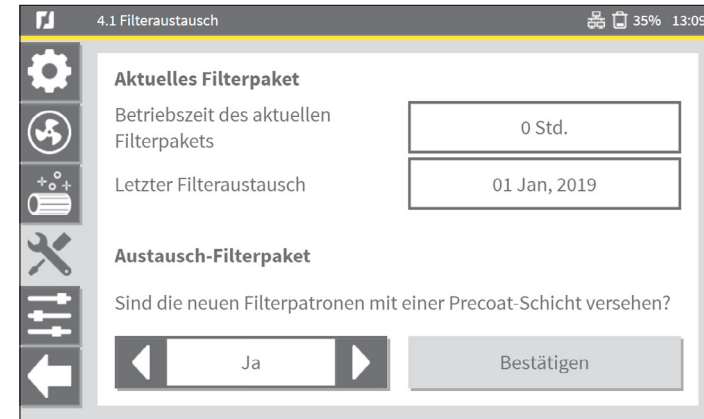 4.1 Filteraustausch
35% 13:09
Aktuelles Filterpaket
Betriebszeit des aktuellen
Filterpakets
0 Std.
Letzter Filteraustausch
01 Jan, 2019
Austausch-Filterpaket
Sind die neuen Filterpatronen mit einer Precoat-Schicht versehen?
Ja
Bestätigen